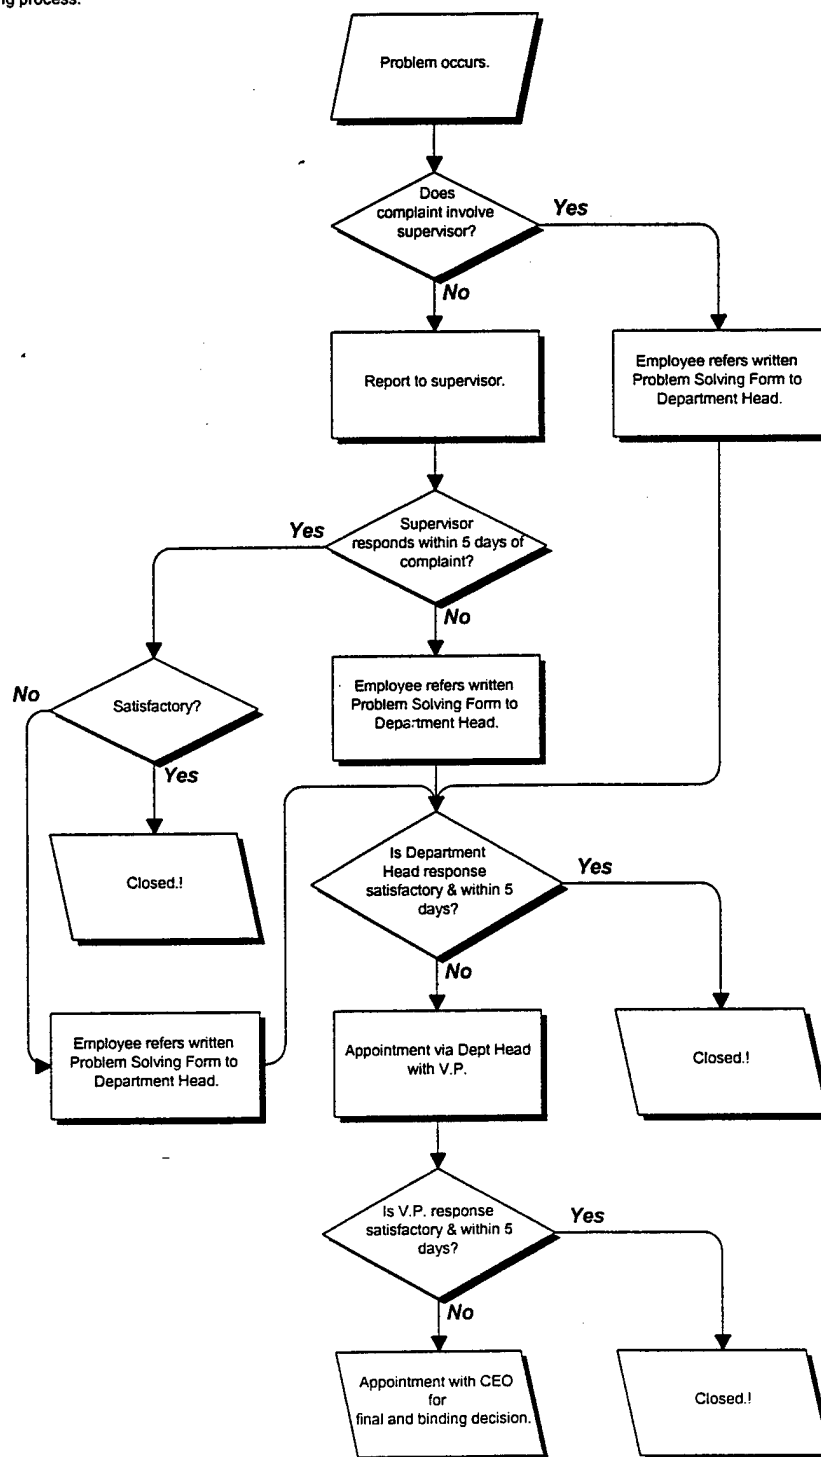 process.
Problem occurs.
Does
complaint involve
supervisor?
Yes
No
Report to supervisor.
Employee refers written
Problem Solving Form to
Department Head.
Supervisor
responds within 5 days of
complaint?
Yes
No
Employee refers written
Problem Solving Form to
Department Head.
Satisfactory?
No
Yes
Closed.!
Is Department
Head response
satisfactory & within 5
days?
Yes
No
Employee refers written
Problem Solving Form to
Department Head.
Appointment via Dept Head
with V.P.
Closed.!
Is V.P. response
satisfactory & within 5
days?
Yes
No
Appointment with CEO
for
final and binding decision.
Closed.!